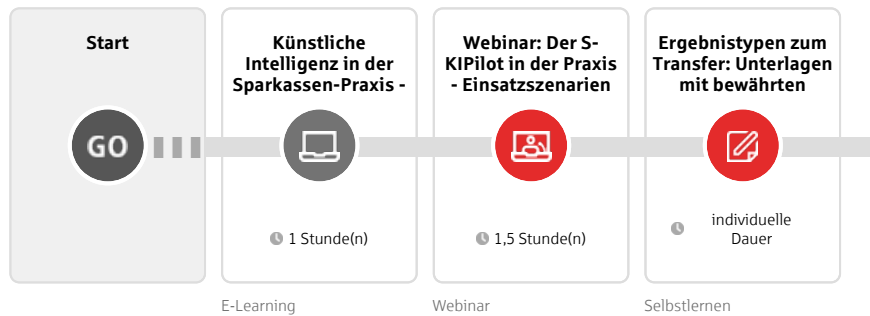 Start
GO
Künstliche
Intelligenz in der
Sparkassen-Praxis -
1 Stunde(n)
E-Learning
Webinar: Der S-
KIPilot in der Praxis
- Einsatzszenarien
1,5 Stunde(n)
Webinar
Ergebnistypen zum
Transfer: Unterlagen
mit bewährten
individuelle
Dauer
Selbstlernen